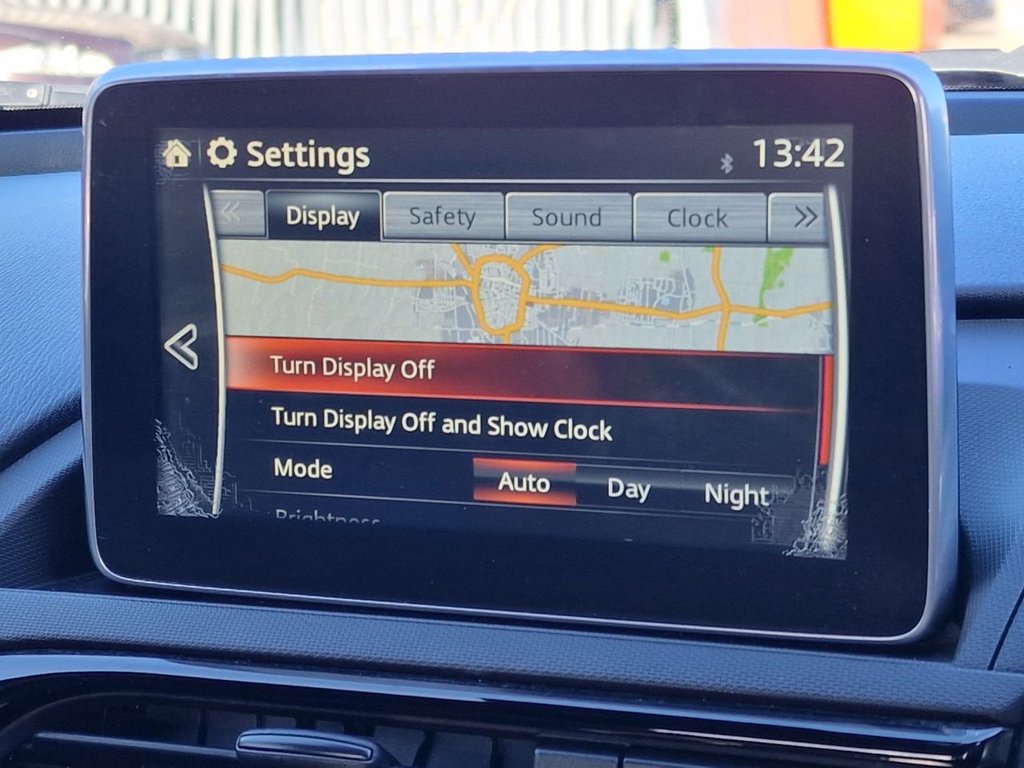 Settings 13:42
Display Safety Sound Clock
Turn Display Off
Turn Display Off and Show Clock
Mode Auto Day Night
Brightness